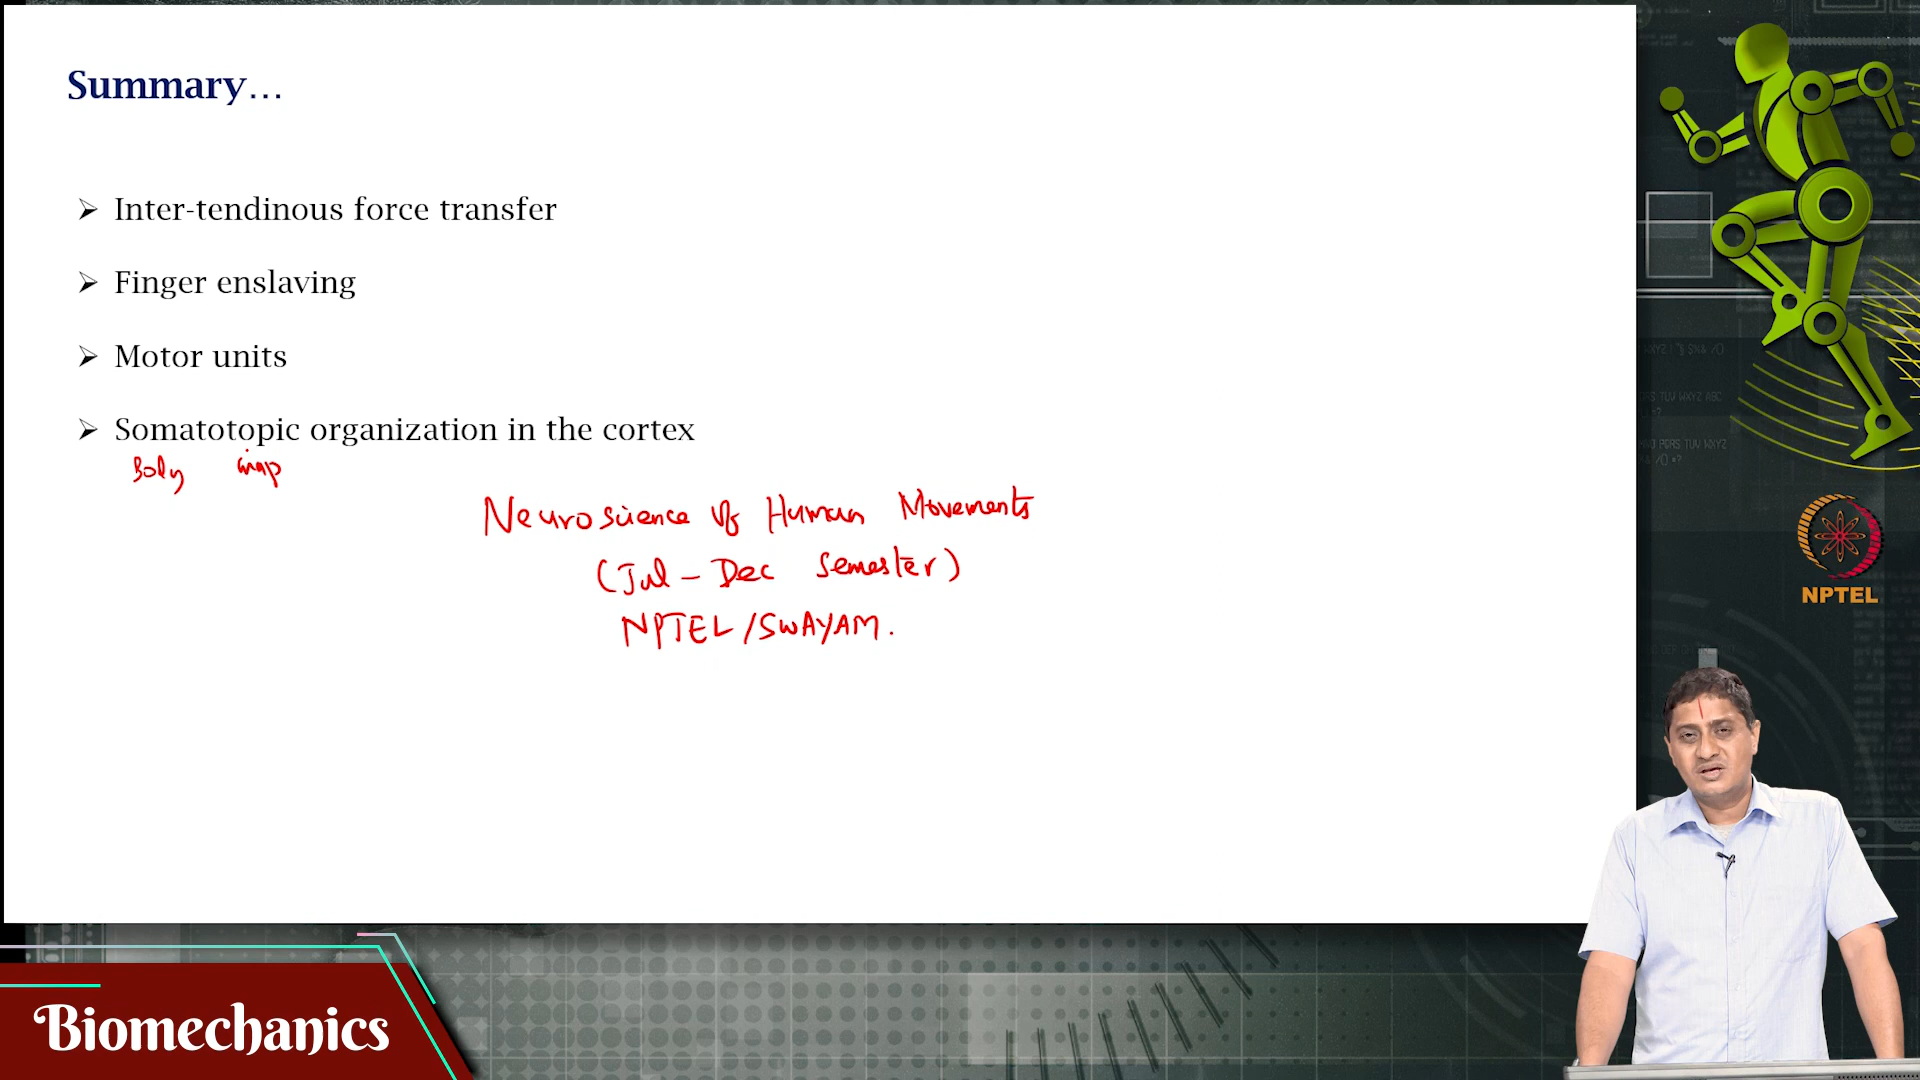 Summary…
➢ Inter-tendinous force transfer
➢ Finger enslaving
➢ Motor units
➢ Somatotopic organization in the cortex
Body map
Neuroscience of Human Movements
(Jul - Dec Semester)
NPTEL/SWAYAM.
NPTEL
Biomechanics